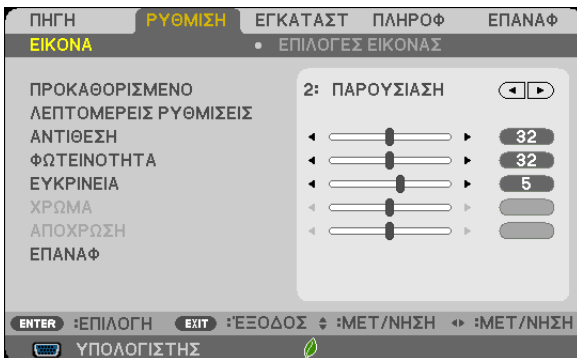 ΠΗΓΗ ΡΥΘΜΙΣΗ ΕΓΚΑΤΑΣΤ ΠΛΗΡΟΦ ΕΠΑΝΑΦ
ΕΙΚΟΝΑ • ΕΠΙΛΟΓΕΣ ΕΙΚΟΝΑΣ
ΠΡΟΚΑΘΟΡΙΣΜΕΝΟ 2: ΠΑΡΟΥΣΙΑΣΗ
ΛΕΠΤΟΜΕΡΕΙΣ ΡΥΘΜΙΣΕΙΣ
ΑΝΤΙΘΕΣΗ 32
ΦΩΤΕΙΝΟΤΗΤΑ 32
ΕΥΚΡΙΝΕΙΑ 5
ΧΡΩΜΑ
ΑΠΟΧΡΩΣΗ
ΕΠΑΝΑΦ
ENTER :ΕΠΙΛΟΓΗ EXIT :ΈΞΟΔΟΣ :ΜΕΤ/ΝΗΣΗ :ΜΕΤ/ΝΗΣΗ
ΥΠΟΛΟΓΙΣΤΗΣ